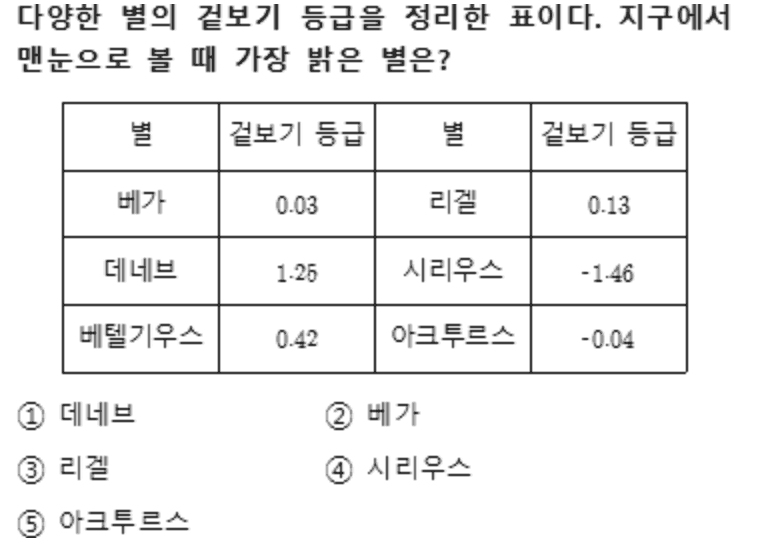 다양한 별의 겉보기 등급을 정리한 표이다. 지구에서
맨눈으로 볼 때 가장 밝은 별은?
별 겉보기 등급 별 겉보기 등급
베가 0.03 리겔 0.13
데네브 1.25 시리우스 -1.46
베텔기우스 0.42 아크투르스 -0.04
① 데네브 ② 베가
③ 리겔 ④ 시리우스
⑤ 아크투르스